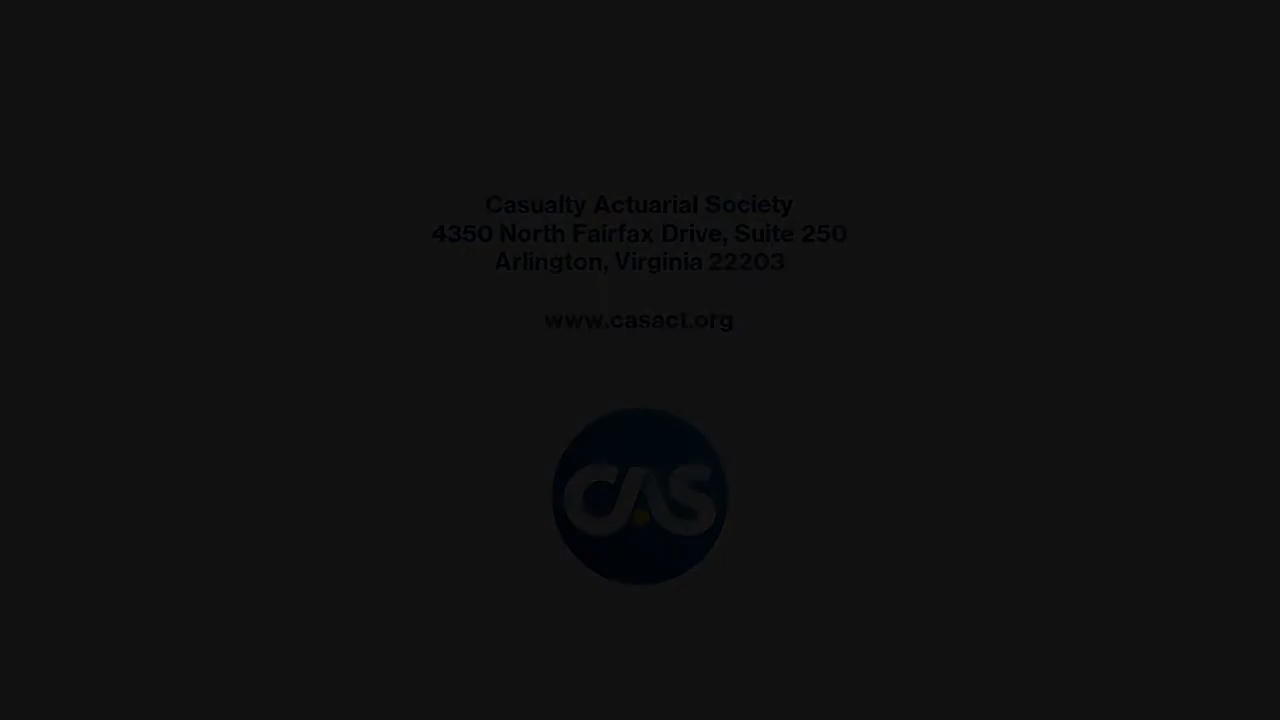 Casualty Actuarial Society
4350 North Fairfax Drive, Suite 250
Arlington, Virginia 22203
www.casact.org
CAS